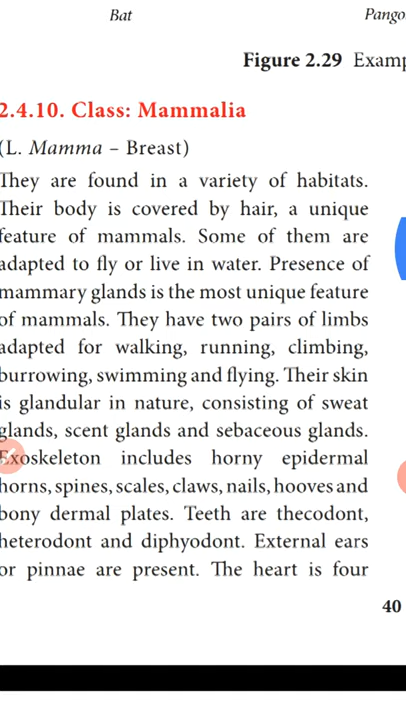 Bat
Pango
Figure 2.29 Examp
2.4.10. Class: Mammalia
(L. Mamma – Breast)
They are found in a variety of habitats.
Their body is covered by hair, a unique
feature of mammals. Some of them are
adapted to fly or live in water. Presence of
mammary glands is the most unique feature
of mammals. They have two pairs of limbs
adapted for walking, running, climbing,
burrowing, swimming and flying. Their skin
is glandular in nature, consisting of sweat
glands, scent glands and sebaceous glands.
Exoskeleton includes horny epidermal
horns, spines, scales, claws, nails, hooves and
bony dermal plates. Teeth are thecodont,
heterodont and diphyodont. External ears
or pinnae are present. The heart is four
40